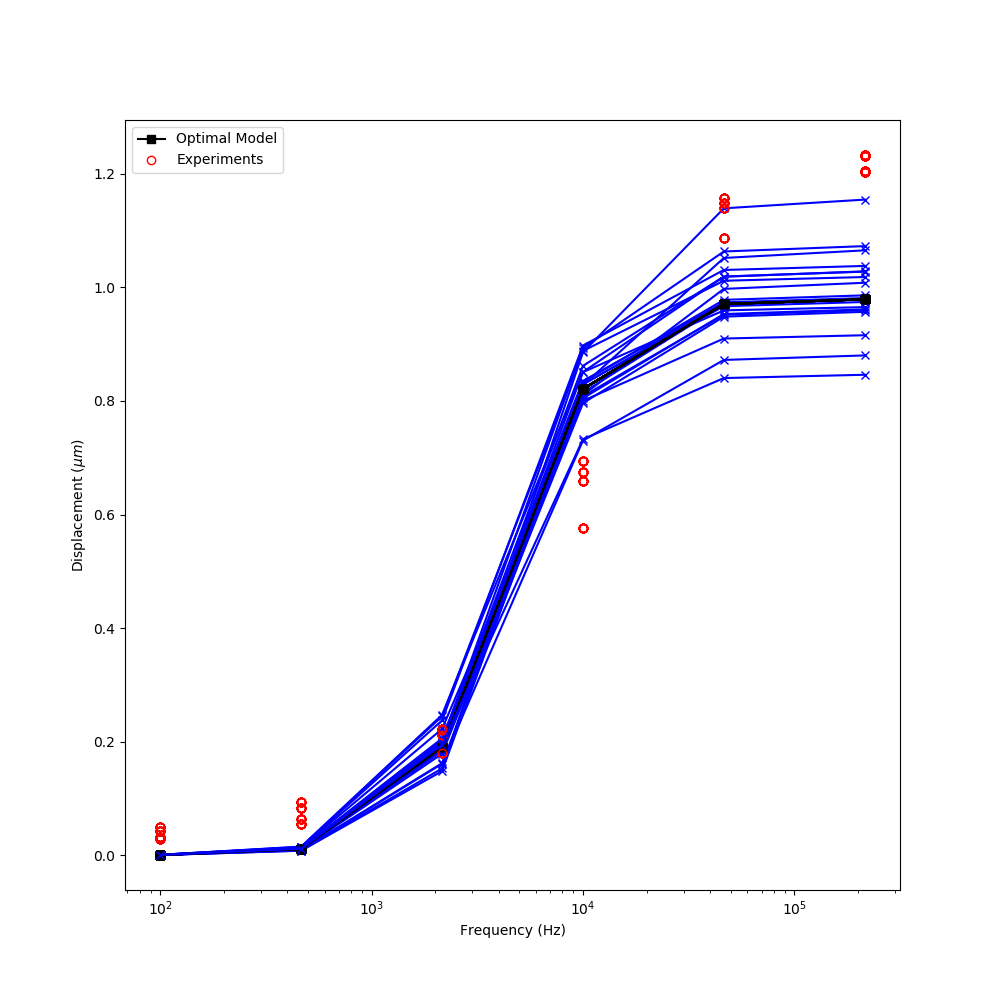 Optimal Model
Experiments
1.2
1.0
0.8
0.6
0.4
0.2
0.0
Displacement (μm)
10²
10³
10⁴
10⁵
Frequency (Hz)